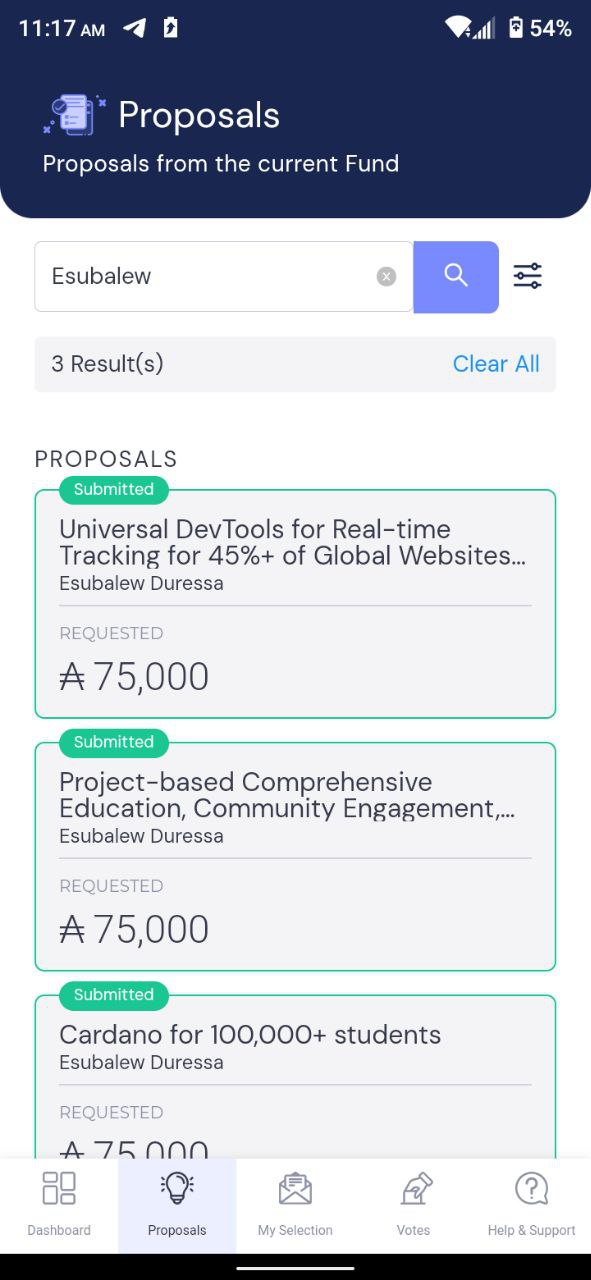 11:17 AM
54%
Proposals
Proposals from the current Fund
Esubalew
3 Result(s)
Clear All
PROPOSALS
Submitted
Universal DevTools for Real-time
Tracking for 45%+ of Global Websites...
Esubalew Duressa
REQUESTED
₳ 75,000
Submitted
Project-based Comprehensive
Education, Community Engagement,...
Esubalew Duressa
REQUESTED
₳ 75,000
Submitted
Cardano for 100,000+ students
Esubalew Duressa
REQUESTED
₳ 75,000
Dashboard
Proposals
My Selection
Votes
Help & Support